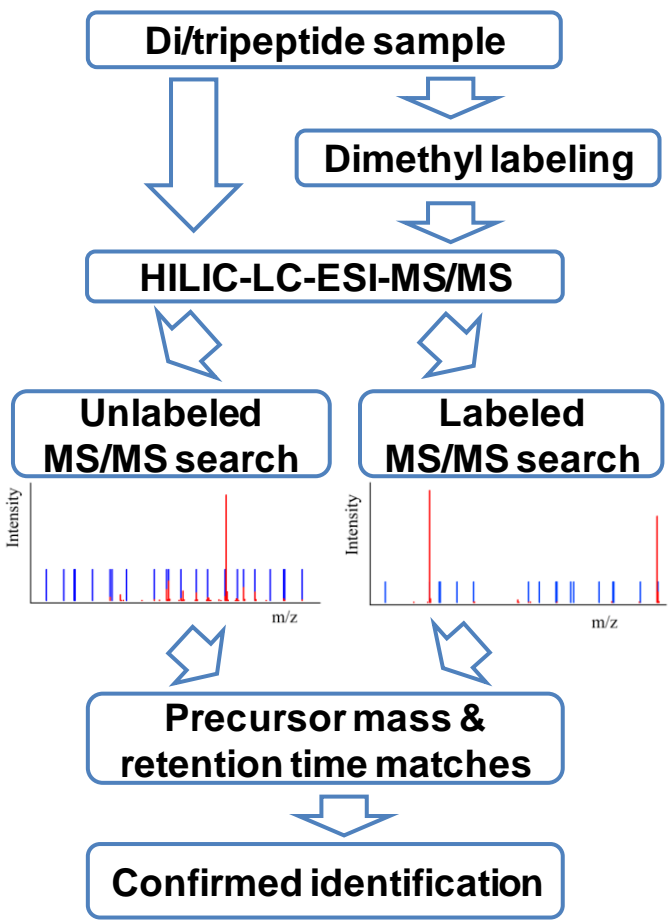 Di/tripeptide sample
Dimethyl labeling
HILIC-LC-ESI-MS/MS
Unlabeled
MS/MS search
Labeled
MS/MS search
Intensity
m/z
Intensity
m/z
Precursor mass &
retention time matches
Confirmed identification